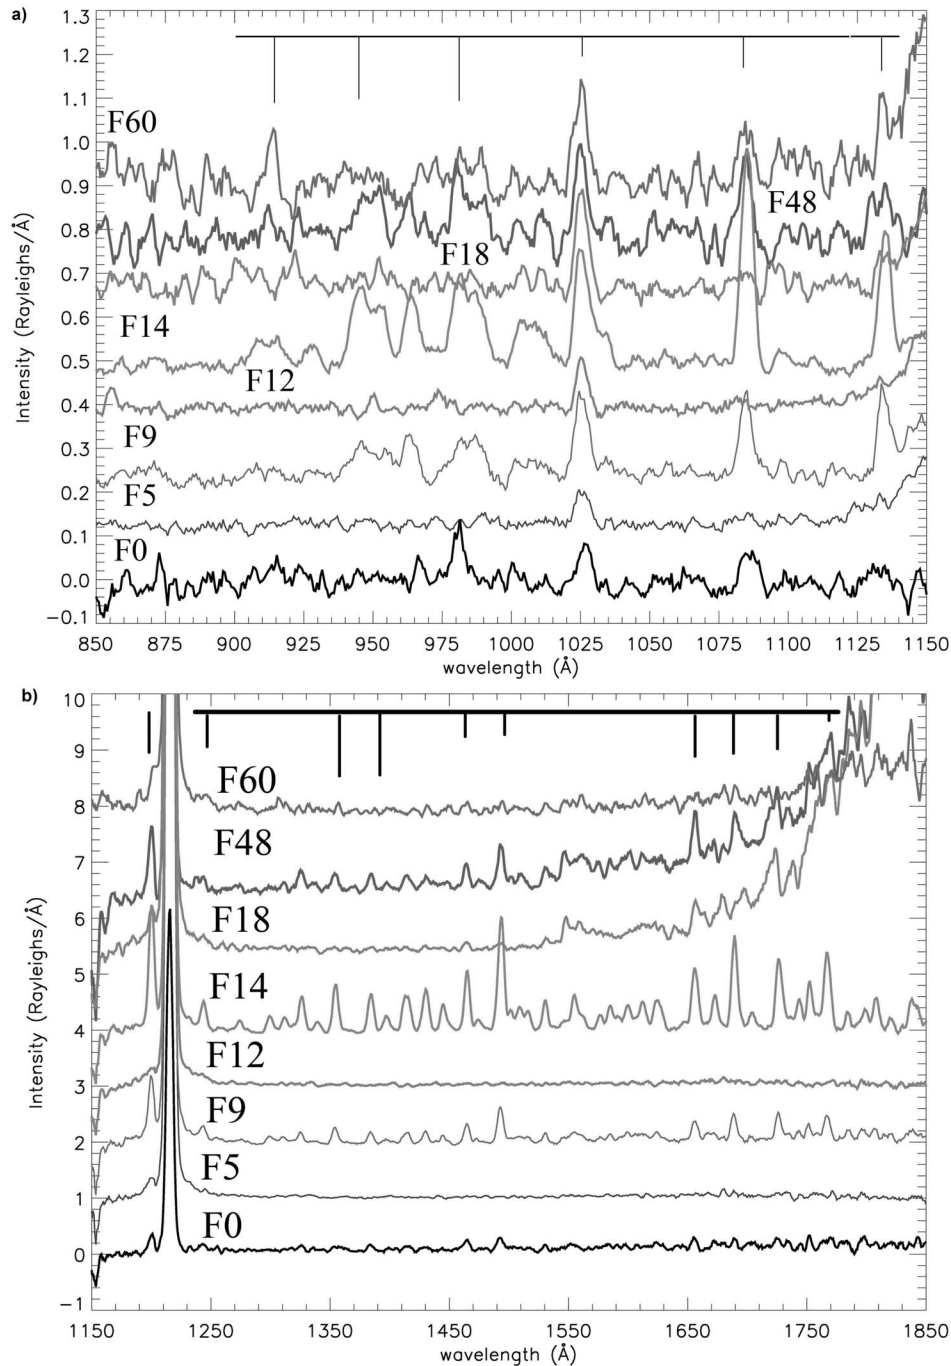 a)
1.3
1.2
1.1
1.0
0.9
0.8
0.7
0.6
0.5
0.4
0.3
0.2
0.1
0.0
−0.1
Intensity (Rayleighs/Å)
F60
F48
F18
F14
F12
F9
F5
F0
850 875 900 925 950 975 1000 1025 1050 1075 1100 1125 1150
wavelength (Å)
b)
10
9
8
7
6
5
4
3
2
1
0
−1
Intensity (Rayleighs/Å)
F60
F48
F18
F14
F12
F9
F5
F0
1150 1250 1350 1450 1550 1650 1750 1850
wavelength (Å)